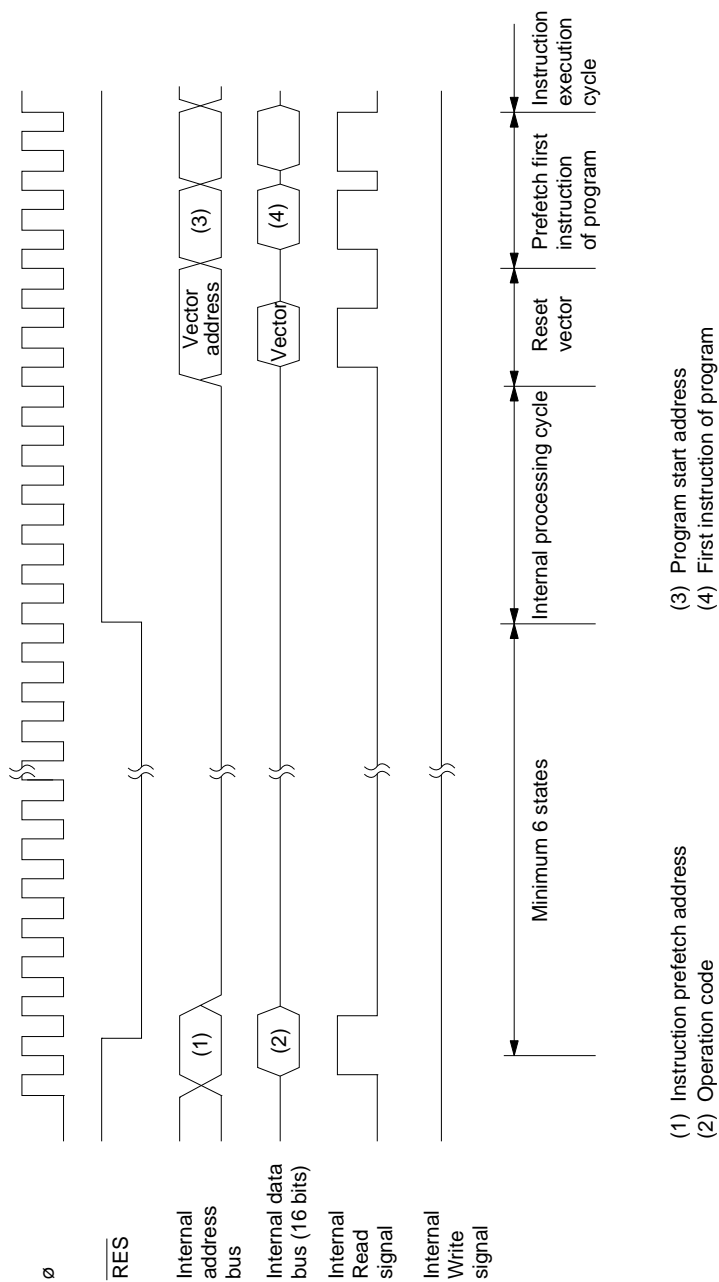 ø
RES
Internal
address
bus
Internal data
bus (16 bits)
Internal
Read
signal
Internal
Write
signal
(1)
(2)
Vector
address
Vector
(3)
(4)
Minimum 6 states
Internal processing cycle
Reset
vector
Prefetch first
instruction
of program
Instruction
execution
cycle
(1) Instruction prefetch address
(2) Operation code
(3) Program start address
(4) First instruction of program